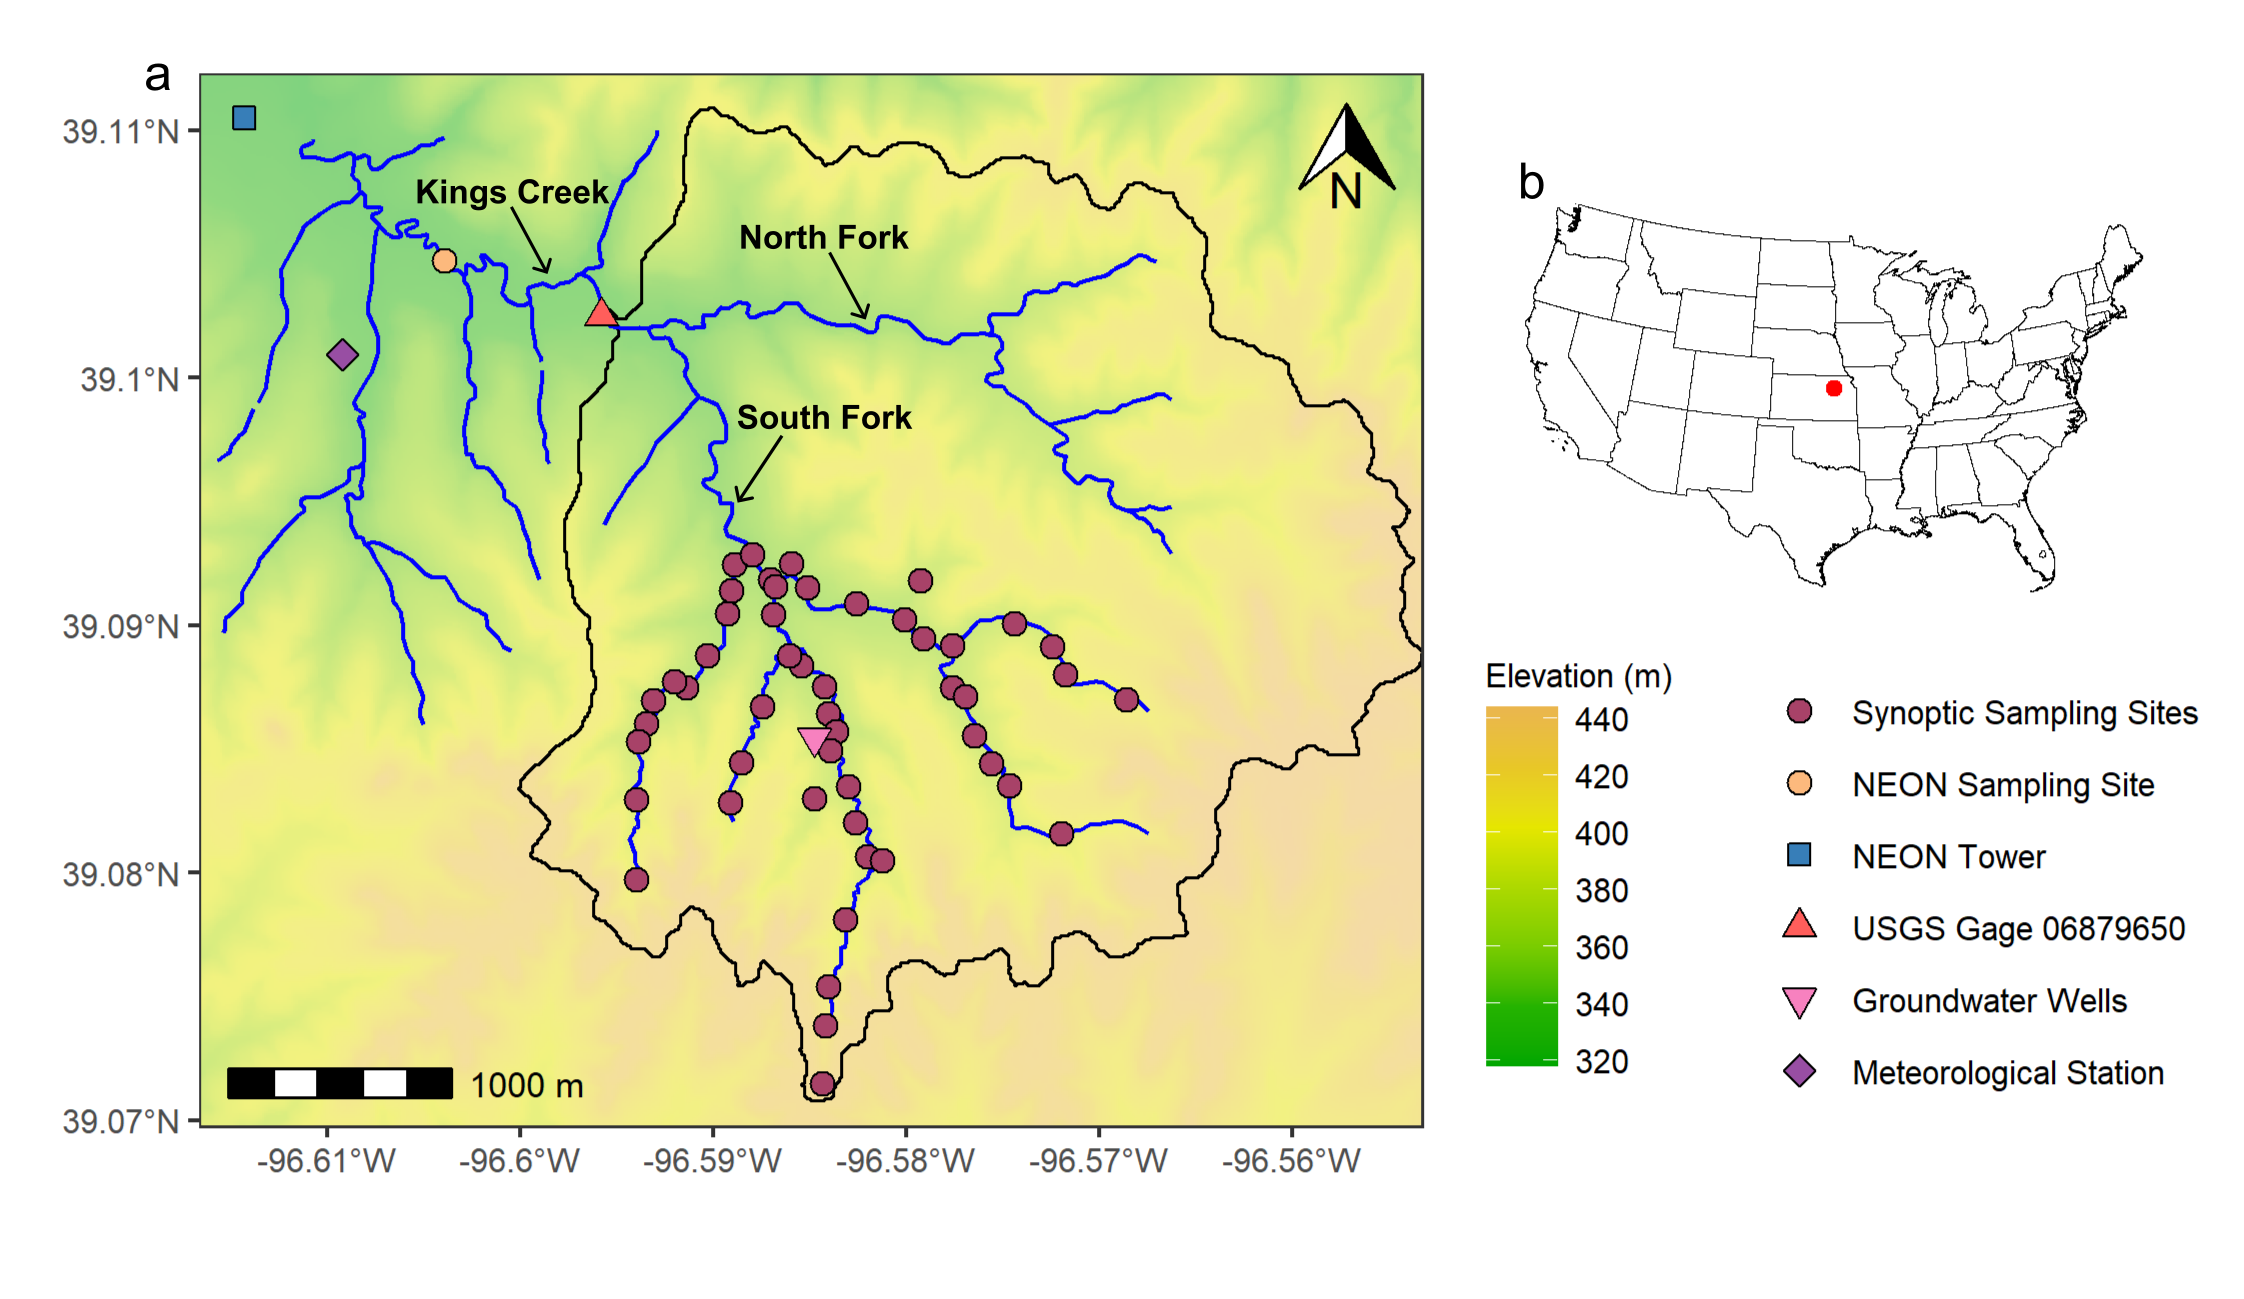 a
39.11°N
39.1°N
39.09°N
39.08°N
39.07°N
-96.61°W
-96.6°W
-96.59°W
-96.58°W
-96.57°W
-96.56°W
Kings Creek
North Fork
South Fork
N
1000 m
b
Elevation (m)
440
420
400
380
360
340
320
Synoptic Sampling Sites
NEON Sampling Site
NEON Tower
USGS Gage 06879650
Groundwater Wells
Meteorological Station